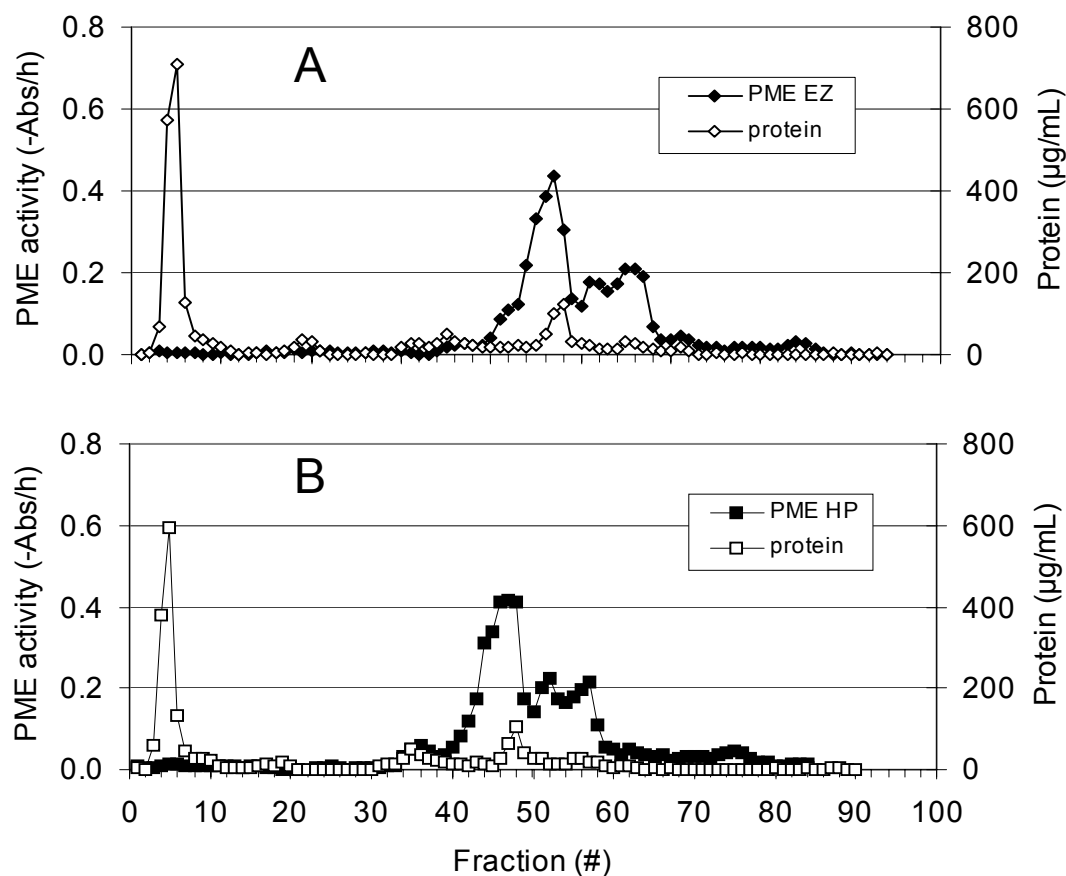 A
PME activity (-Abs/h)
0.8
0.6
0.4
0.2
0.0
Protein (µg/mL)
800
600
400
200
0
PME EZ
protein
B
PME activity (-Abs/h)
0.8
0.6
0.4
0.2
0.0
Protein (µg/mL)
800
600
400
200
0
PME HP
protein
0 10 20 30 40 50 60 70 80 90 100
Fraction (#)